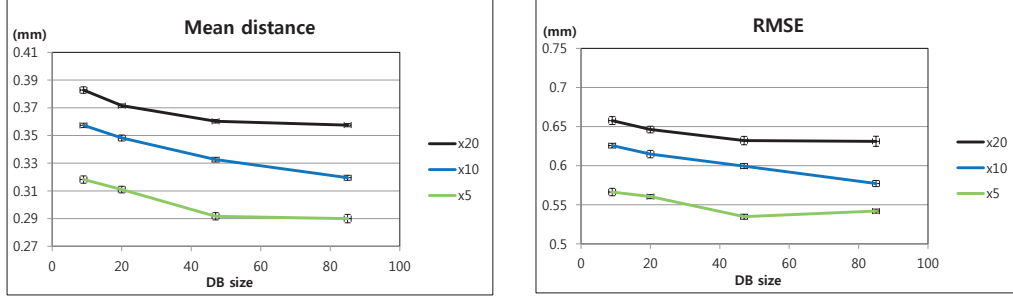 Mean distance
(mm)
0.41
0.39
0.37
0.35
0.33
0.31
0.29
0.27
0 20 40 60 80 100
DB size
x20
x10
x5
RMSE
(mm)
0.75
0.7
0.65
0.6
0.55
0.5
0 20 40 60 80 100
DB size
x20
x10
x5